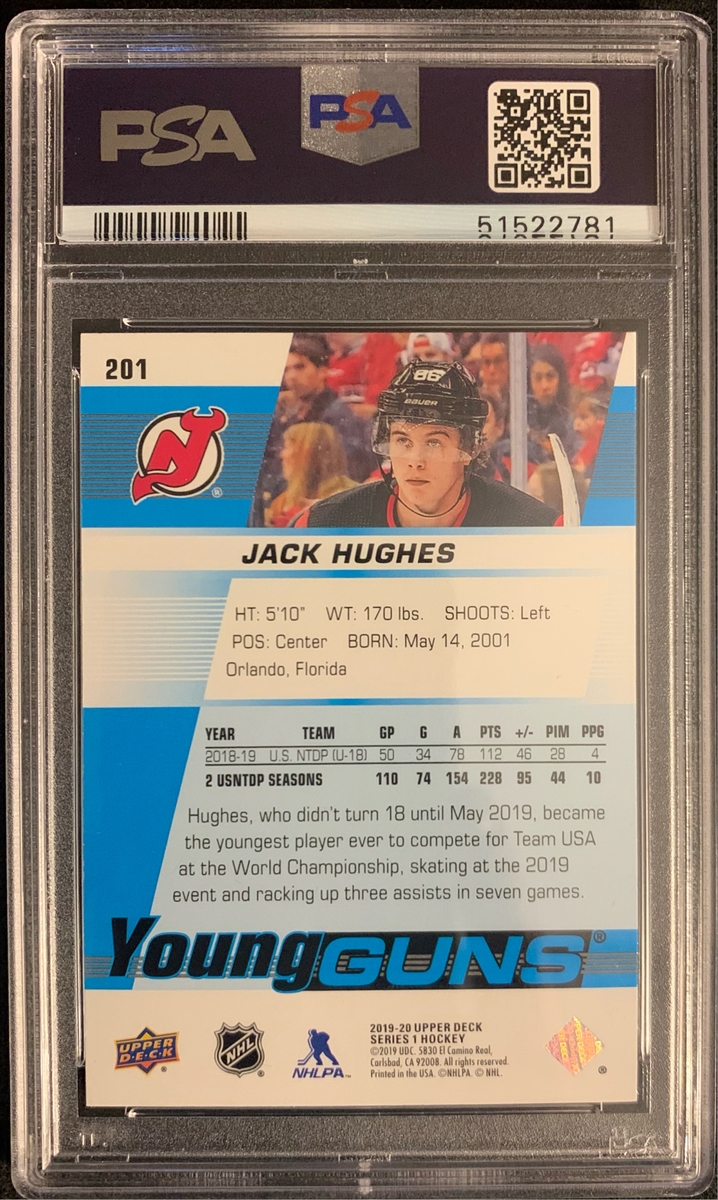 PSA
PSA
51522781
201
86
BAUER
JACK HUGHES
HT: 5'10" WT: 170 lbs. SHOOTS: Left
POS: Center BORN: May 14, 2001
Orlando, Florida
YEAR TEAM GP G A PTS +/- PIM PPG
2018-19 U.S. NTDP (U-18) 50 34 78 112 46 28 4
2 USNTDP SEASONS 110 74 154 228 95 44 10
Hughes, who didn't turn 18 until May 2019, became
the youngest player ever to compete for Team USA
at the World Championship, skating at the 2019
event and racking up three assists in seven games.
Young GUNS®
UPPER
D·E·C·K®
NHL®
NHLPA™
2019-20 UPPER DECK
SERIES 1 HOCKEY
©2019 UDC. 5830 El Camino Real,
Carlsbad, CA 92008. All rights reserved.
Printed in the USA. ©NHLPA. © NHL.
®